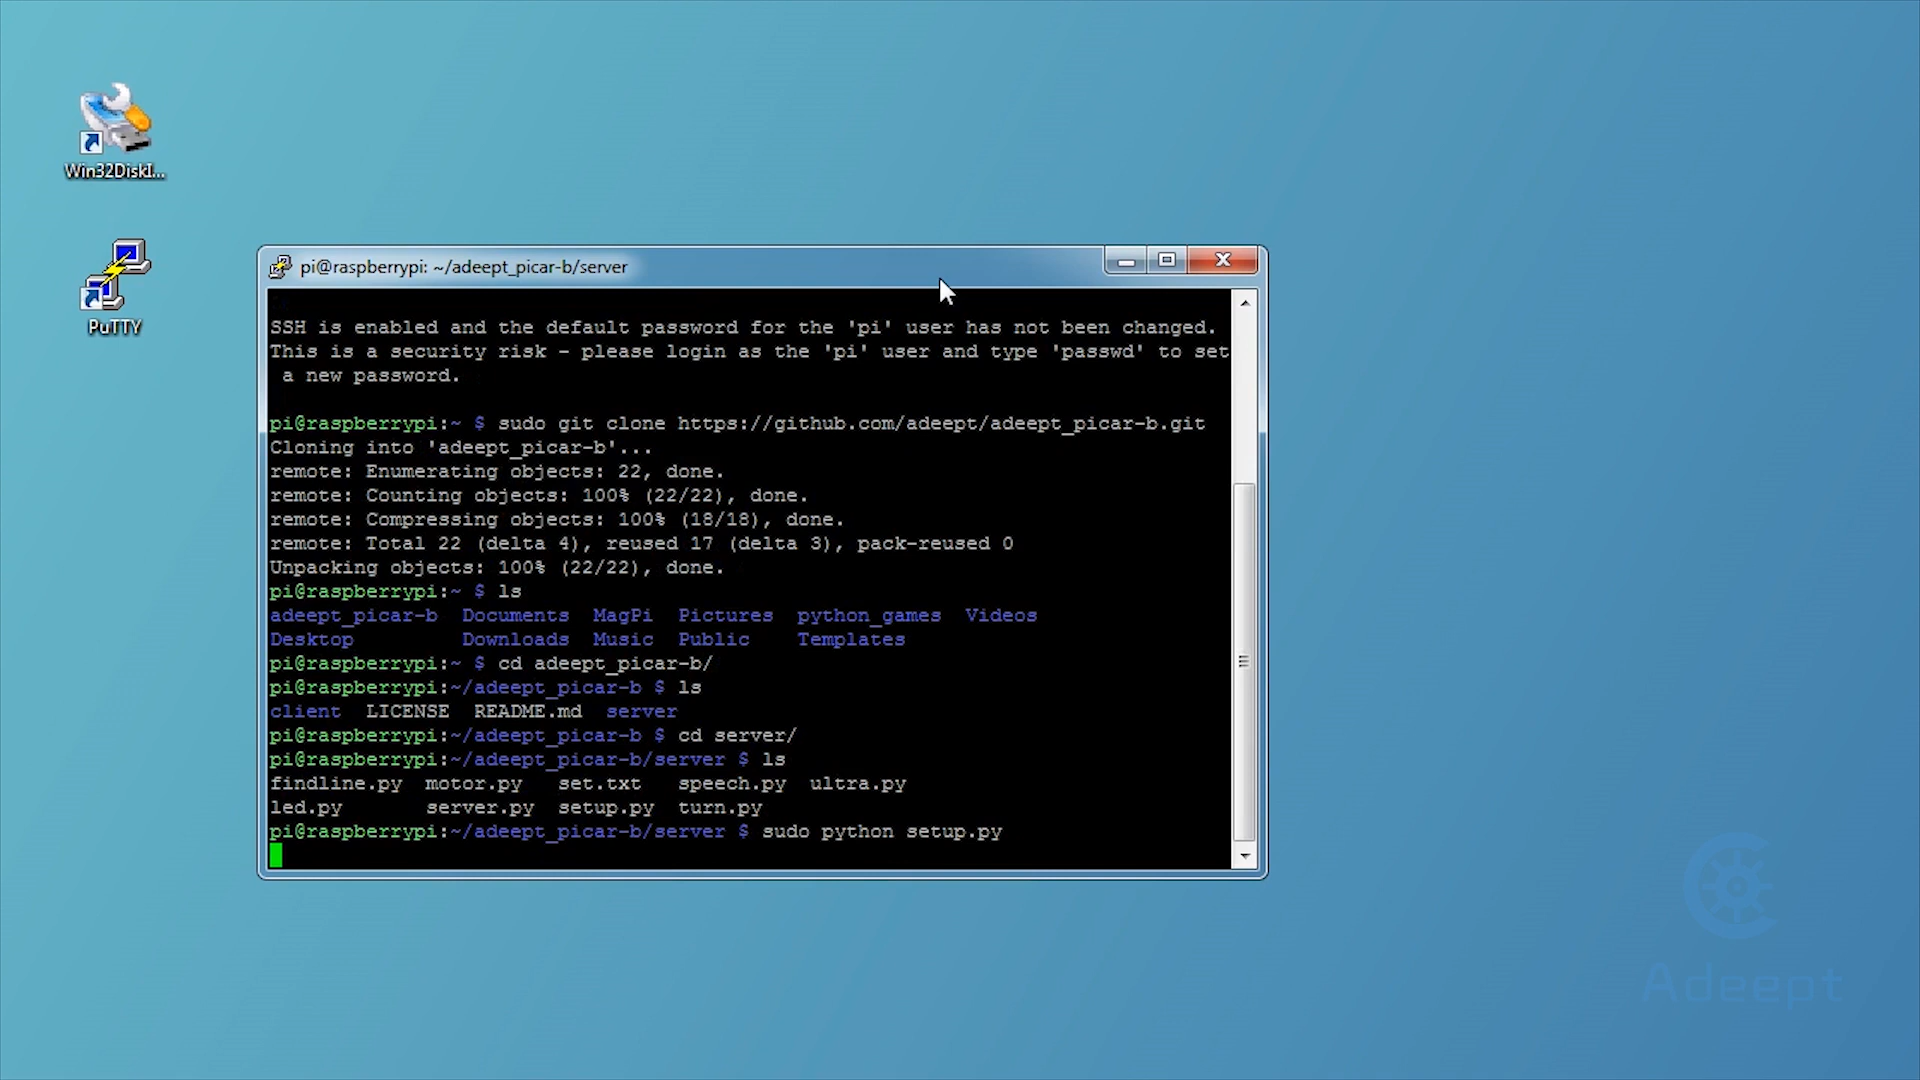 Win32DiskI...
PuTTY
pi@raspberrypi: ~/adeept_picar-b/server
SSH is enabled and the default password for the 'pi' user has not been changed.
This is a security risk - please login as the 'pi' user and type 'passwd' to set
 a new password.
pi@raspberrypi:~ $ sudo git clone https://github.com/adeept/adeept_picar-b.git
Cloning into 'adeept_picar-b'...
remote: Enumerating objects: 22, done.
remote: Counting objects: 100% (22/22), done.
remote: Compressing objects: 100% (18/18), done.
remote: Total 22 (delta 4), reused 17 (delta 3), pack-reused 0
Unpacking objects: 100% (22/22), done.
pi@raspberrypi:~ $ ls
adeept_picar-b  Documents  MagPi  Pictures  python_games  Videos
Desktop         Downloads  Music  Public    Templates
pi@raspberrypi:~ $ cd adeept_picar-b/
pi@raspberrypi:~/adeept_picar-b $ ls
client  LICENSE  README.md  server
pi@raspberrypi:~/adeept_picar-b $ cd server/
pi@raspberrypi:~/adeept_picar-b/server $ ls
findline.py  motor.py   set.txt   speech.py  ultra.py
led.py       server.py  setup.py  turn.py
pi@raspberrypi:~/adeept_picar-b/server $ sudo python setup.py
Adeept